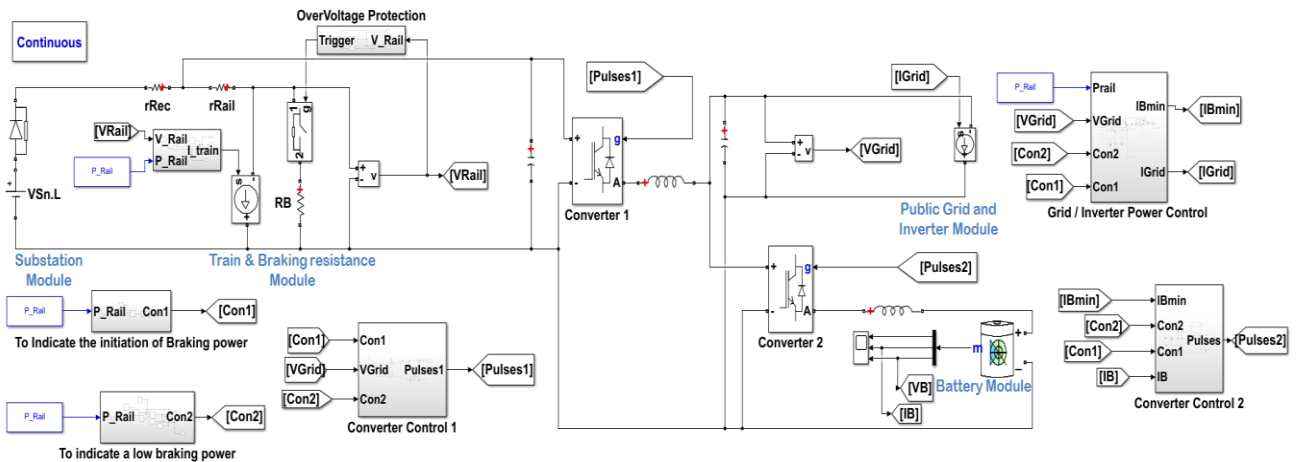 OverVoltage Protection
Continuous
Trigger V_Rail
rRec
rRail
[VRail]
V_Rail
P_Rail
I_train
P_Rail
VSn.L
g
1
2
s
-
+
RB
+
-
v
[VRail]
Substation
Module
Train & Braking resistance
Module
[Pulses1]
+
-
g
A
Converter 1
[IGrid]
+
-
v
[VGrid]
s
-
+
Public Grid and
Inverter Module
P_Rail
[VGrid]
[Con2]
[Con1]
Prail
VGrid
Con2
Con1
IBmin
IGrid
[IBmin]
[IGrid]
Grid / Inverter Power Control
[Pulses2]
+
-
g
A
Converter 2
m
+
_
Battery Module
[VB]
[IB]
P_Rail
P_Rail Con1
[Con1]
To Indicate the initiation of Braking power
P_Rail
P_Rail Con2
[Con2]
To indicate a low braking power
[Con1]
[VGrid]
[Con2]
Con1
VGrid
Con2
Pulses1
[Pulses1]
Converter Control 1
[IBmin]
[Con2]
[Con1]
[IB]
IBmin
Con2
Con1
IB
Pulses
[Pulses2]
Converter Control 2